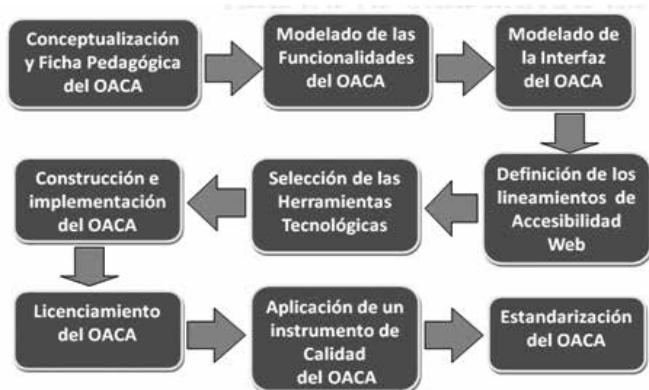 Conceptualización
y Ficha Pedagógica
del OACA
Modelado de las
Funcionalidades
del OACA
Modelado de
la Interfaz
del OACA
Construcción e
implementación
del OACA
Selección de las
Herramientas
Tecnológicas
Definición de los
lineamientos de
Accesibilidad
Web
Licenciamiento
del OACA
Aplicación de un
instrumento de
Calidad
del OACA
Estandarización
del OACA